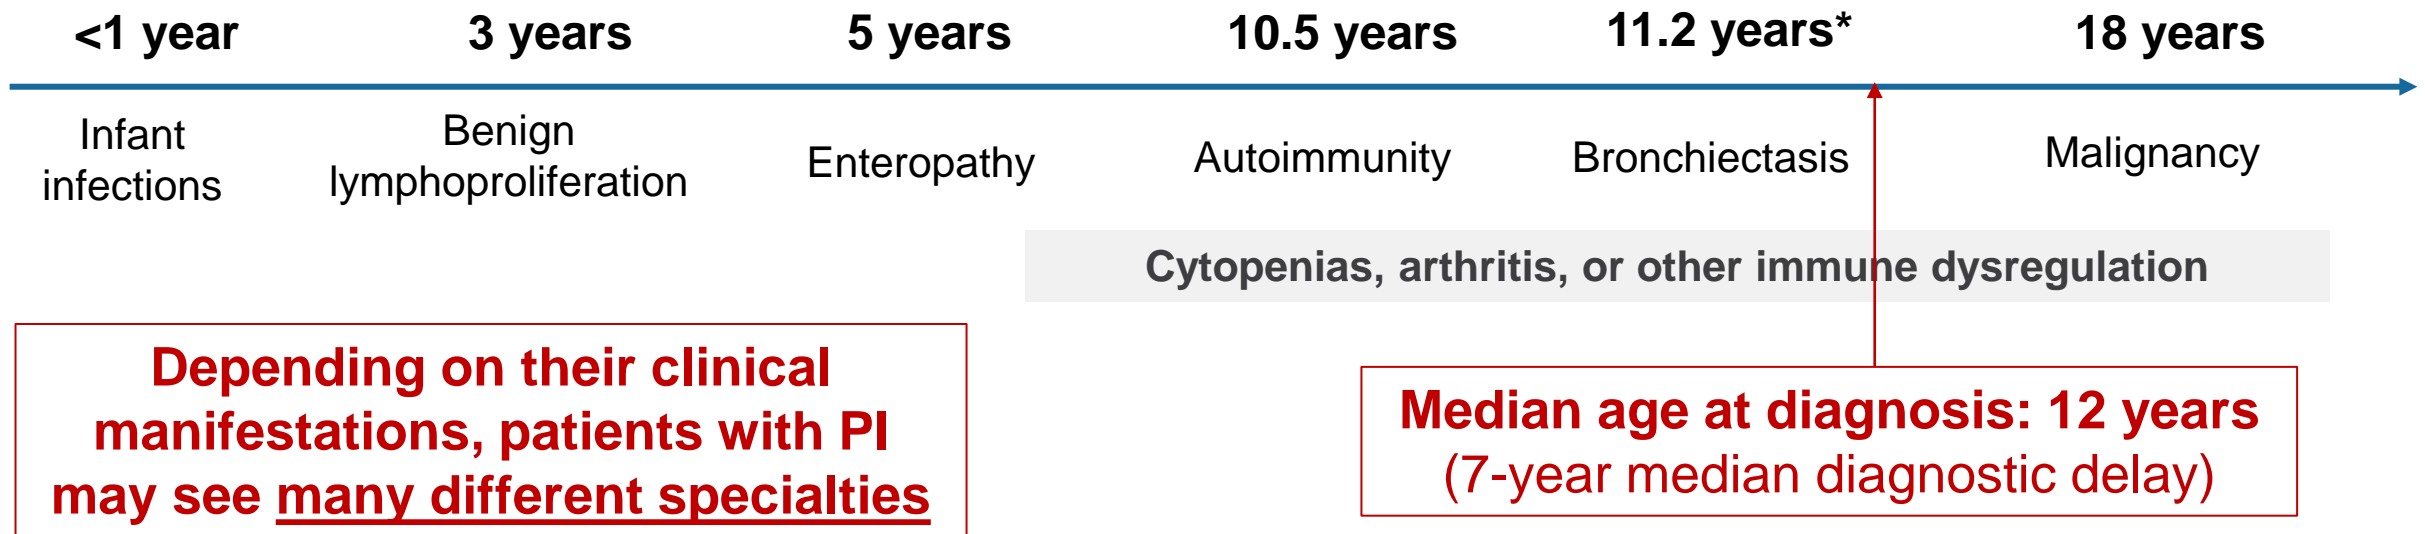 <1 year 3 years 5 years 10.5 years 11.2 years* 18 years
Infant
infections
Benign
lymphoproliferation
Enteropathy
Autoimmunity
Bronchiectasis
Malignancy
Cytopenias, arthritis, or other immune dysregulation
Depending on their clinical
manifestations, patients with PI
may see many different specialties
Median age at diagnosis: 12 years
(7-year median diagnostic delay)